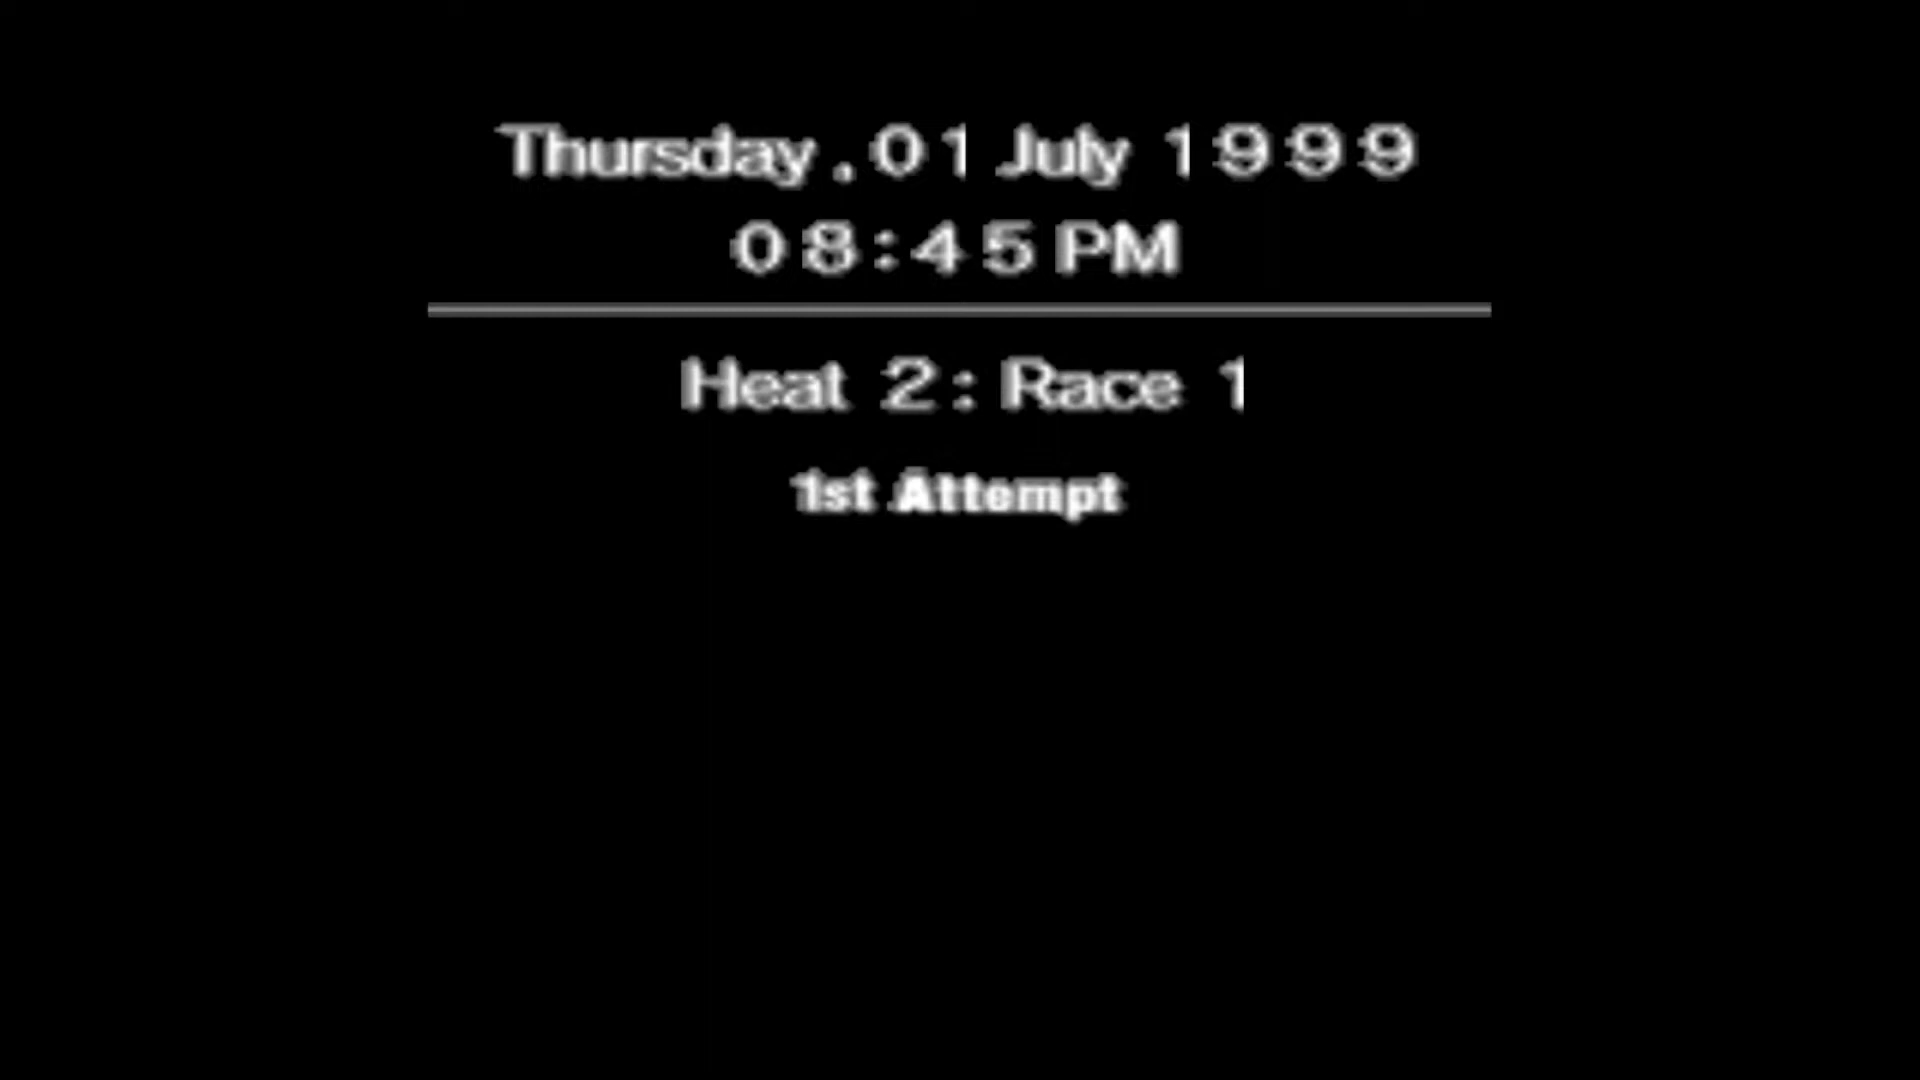 Thursday, 01 July 1999
08:45 PM
Heat 2: Race 1
1st Attempt